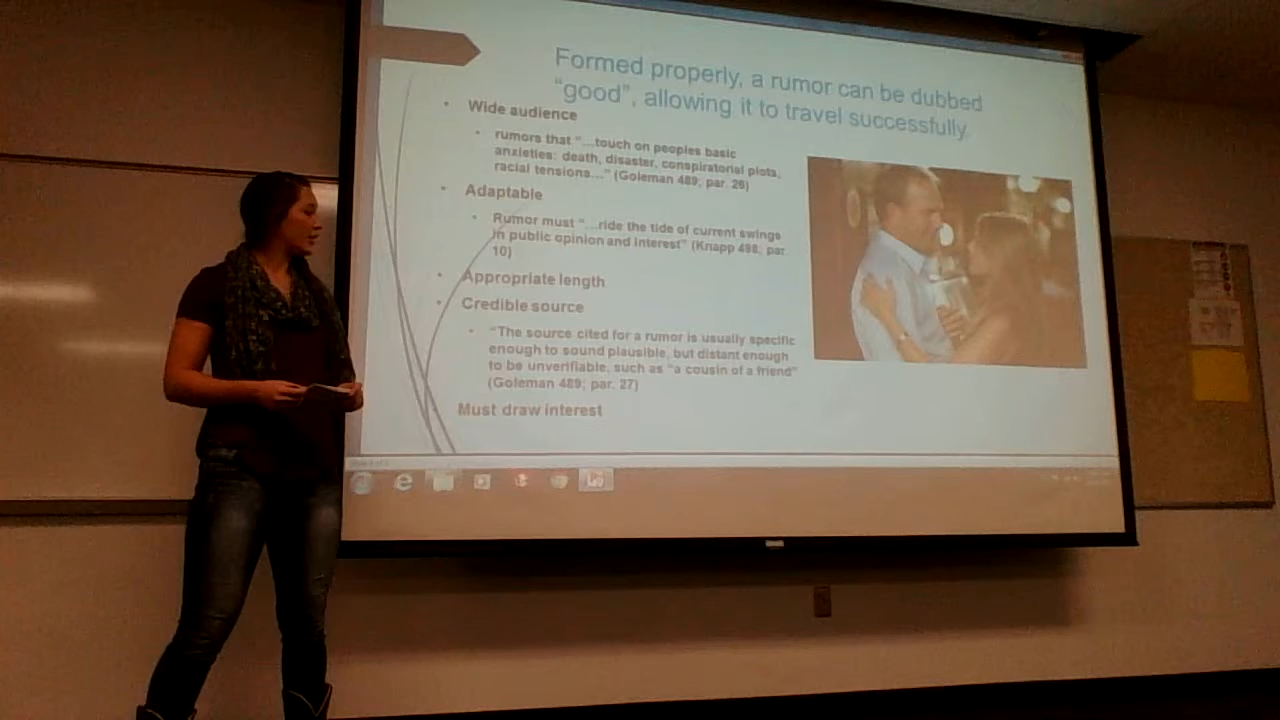 Formed properly, a rumor can be dubbed
“good”, allowing it to travel successfully.
• Wide audience
• rumors that “...touch on peoples basic
anxieties: death, disaster, conspiratorial plots,
racial tensions...” (Goleman 489; par. 26)
• Adaptable
• Rumor must “...ride the tide of current swings
in public opinion and interest” (Knapp 498; par.
10)
• Appropriate length
• Credible source
• “The source cited for a rumor is usually specific
enough to sound plausible, but distant enough
to be unverifiable, such as “a cousin of a friend”
(Goleman 489; par. 27)
Must draw interest